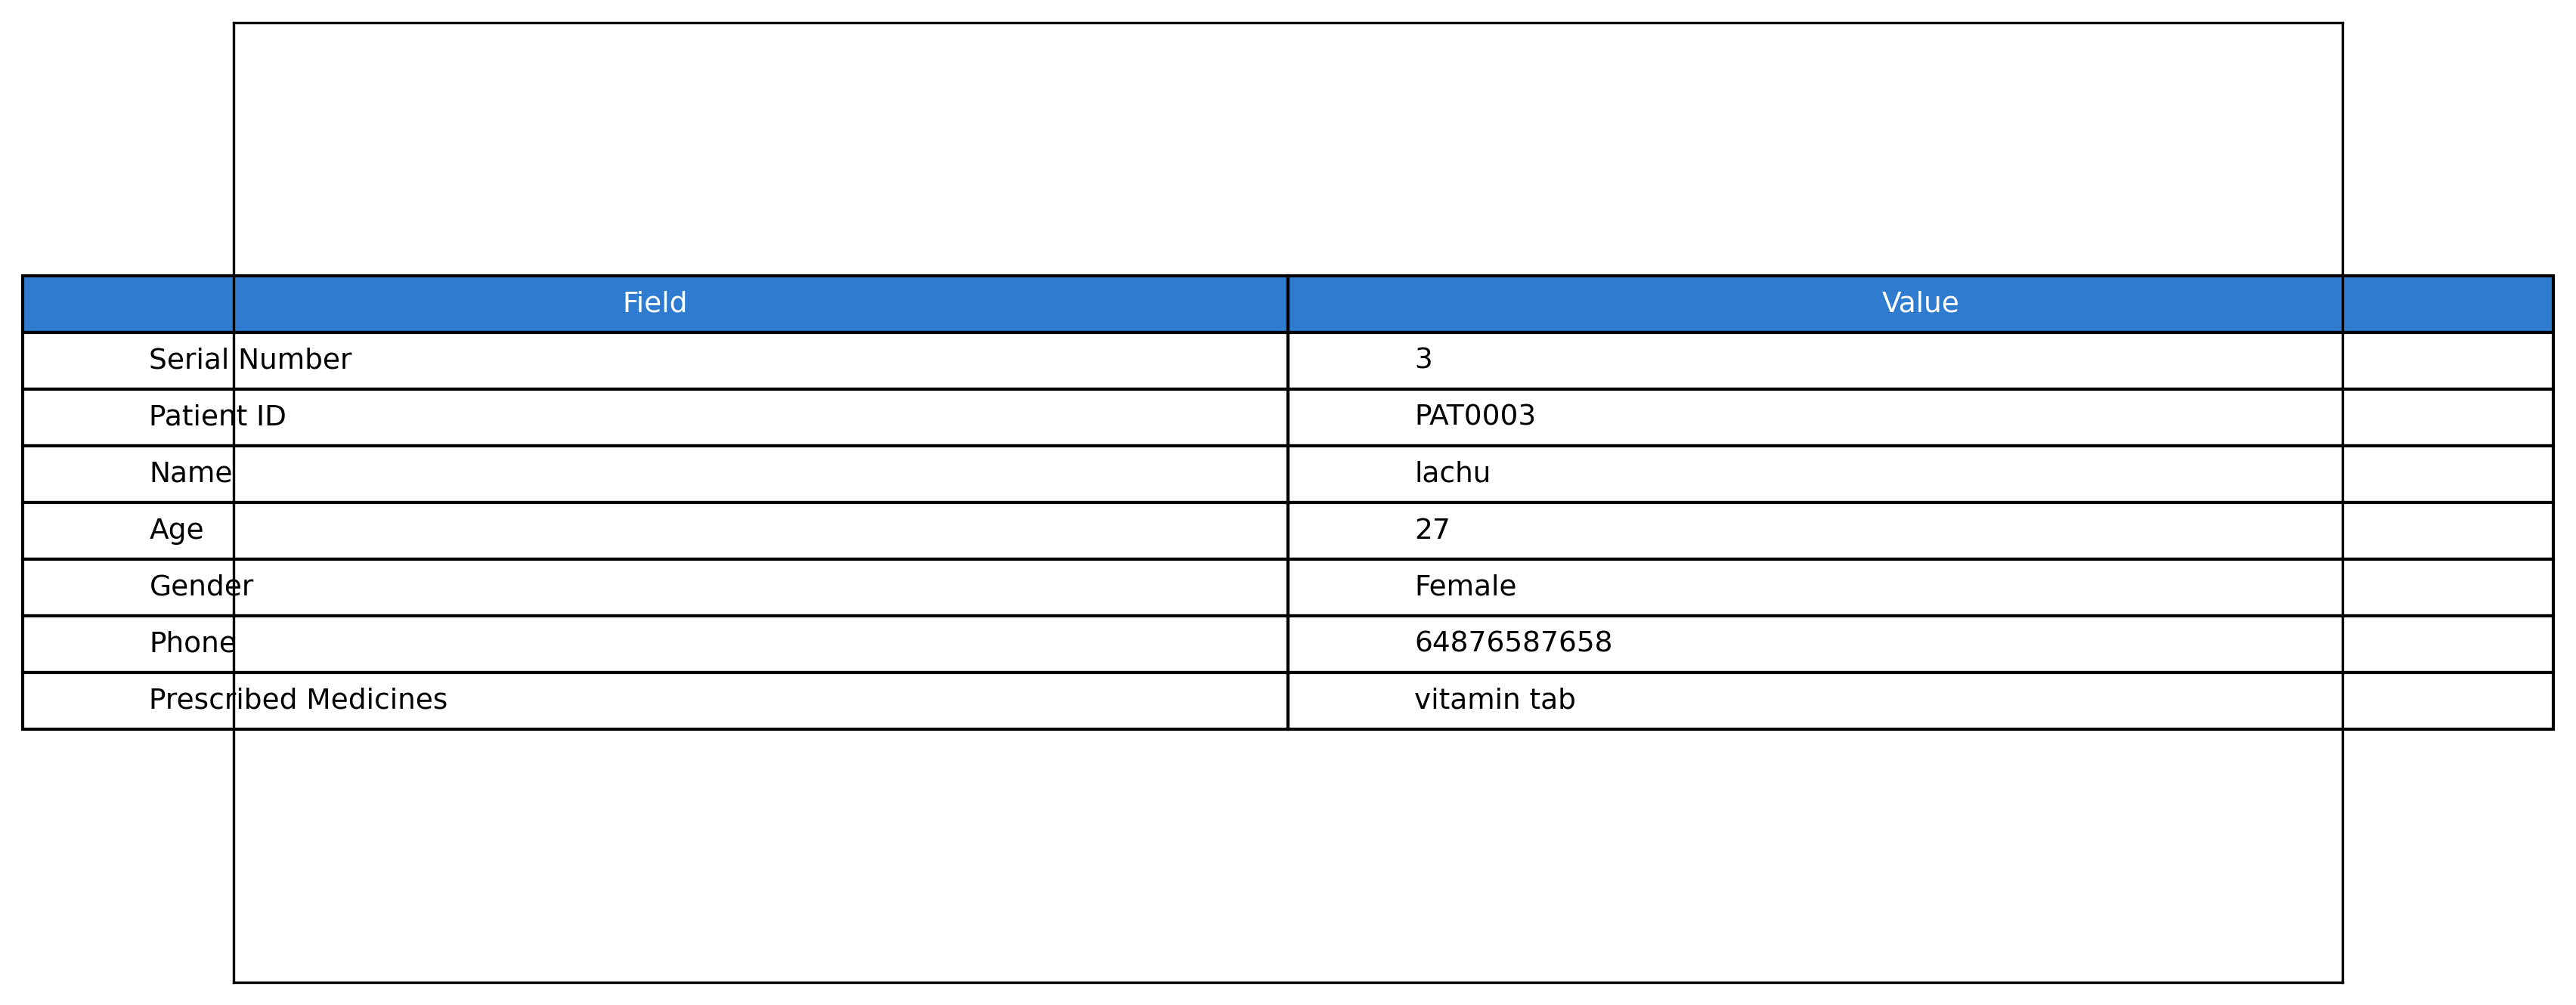 Field Value
Serial Number 3
Patient ID PAT0003
Name lachu
Age 27
Gender Female
Phone 64876587658
Prescribed Medicines vitamin tab